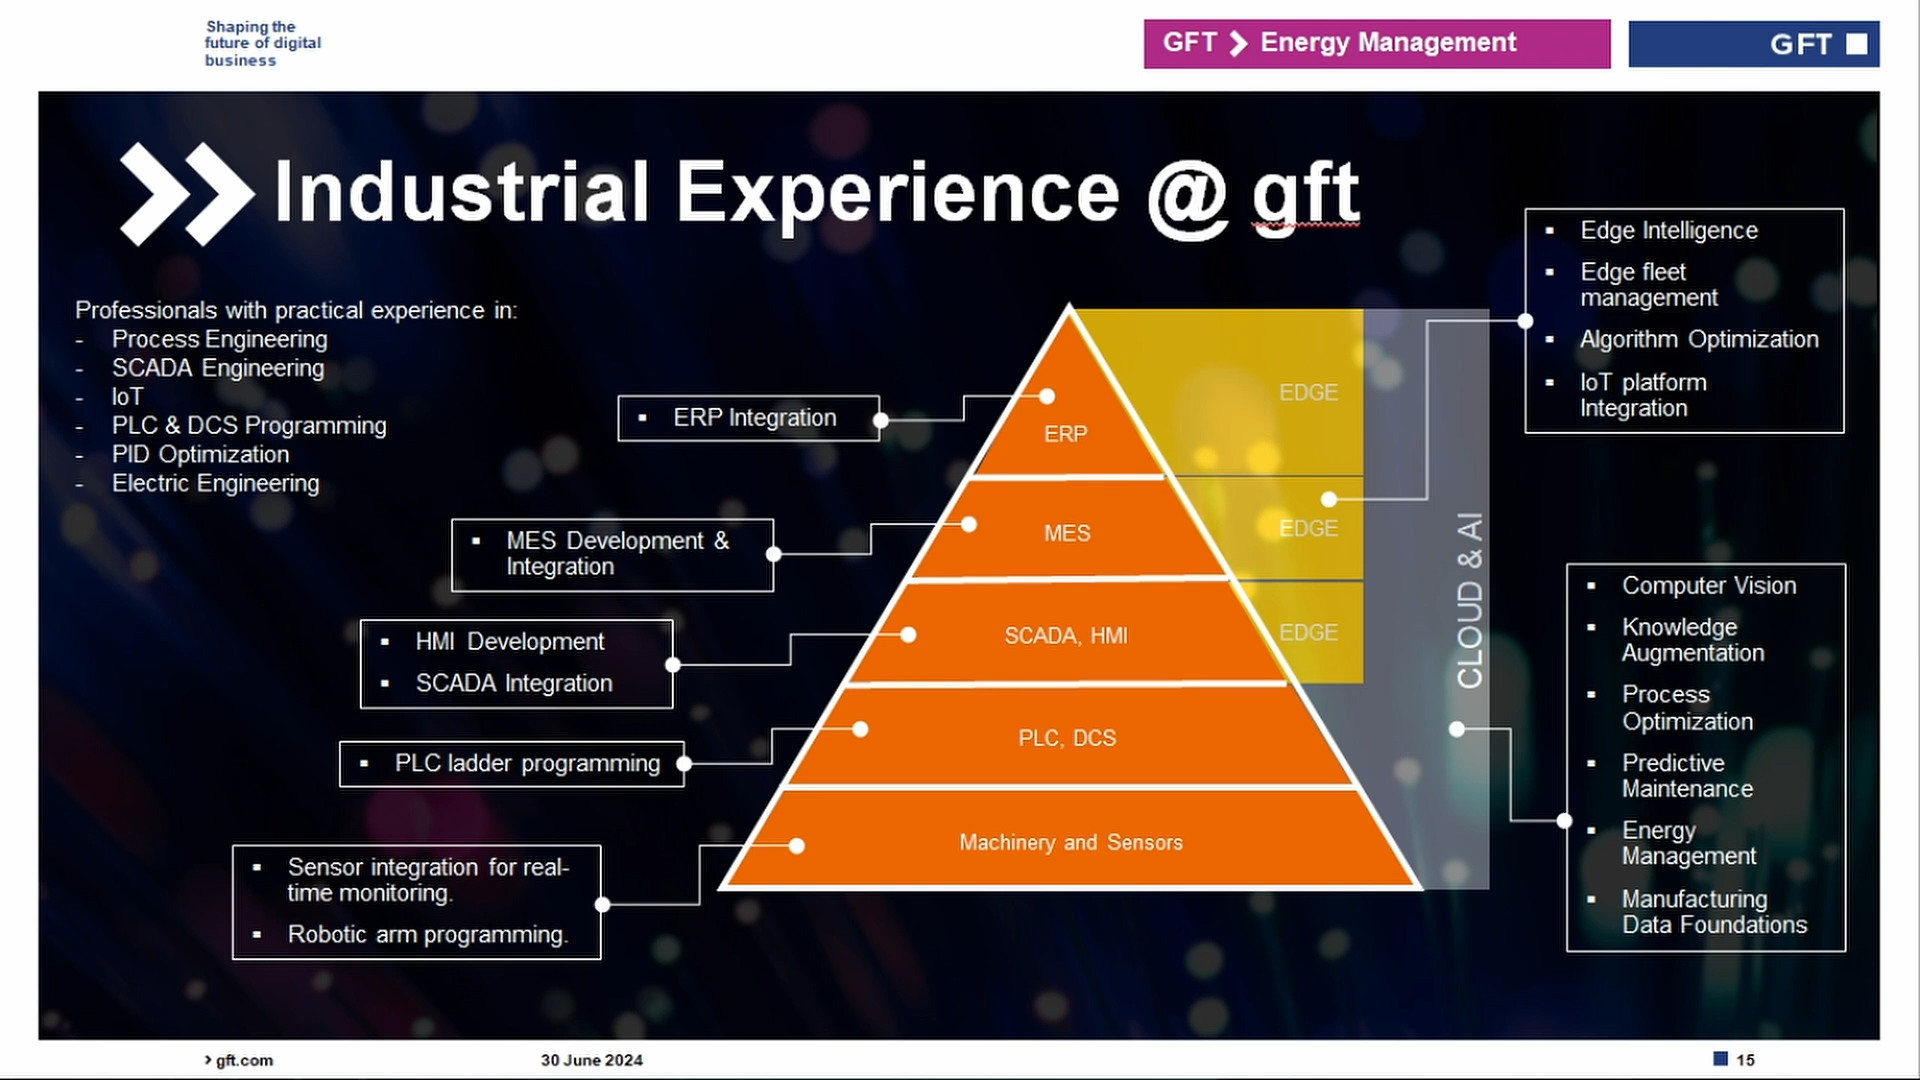 Shaping the
future of digital
business
GFT > Energy Management
GFT
Industrial Experience @ gft
Professionals with practical experience in:
- Process Engineering
- SCADA Engineering
- IoT
- PLC & DCS Programming
- PID Optimization
- Electric Engineering
▪ ERP Integration
▪ MES Development &
Integration
▪ HMI Development
▪ SCADA Integration
▪ PLC ladder programming
▪ Sensor integration for real-
time monitoring.
▪ Robotic arm programming.
ERP
MES
SCADA, HMI
PLC, DCS
Machinery and Sensors
EDGE
EDGE
EDGE
CLOUD & AI
▪ Edge Intelligence
▪ Edge fleet
management
▪ Algorithm Optimization
▪ IoT platform
Integration
▪ Computer Vision
▪ Knowledge
Augmentation
▪ Process
Optimization
▪ Predictive
Maintenance
▪ Energy
Management
▪ Manufacturing
Data Foundations
> gft.com
30 June 2024
15